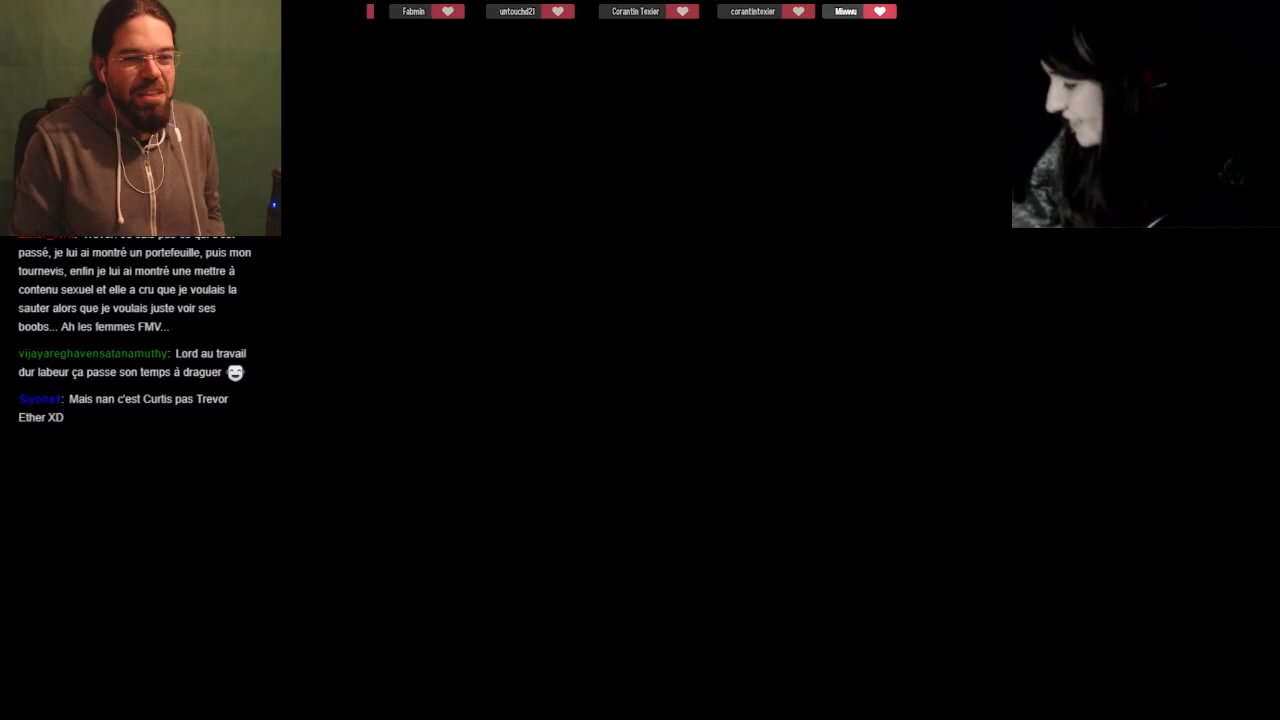 Fabmin
untouchd21
Corantin Texier
corantintexier
Miwwu
passé, je lui ai montré un portefeuille, puis mon
tournevis, enfin je lui ai montré une mettre à
contenu sexuel et elle a cru que je voulais la
sauter alors que je voulais juste voir ses
boobs... Ah les femmes FMV...
vijayareghavensatanamuthy: Lord au travail
dur labeur ça passe son temps à draguer
Siyona1: Mais nan c'est Curtis pas Trevor
Ether XD